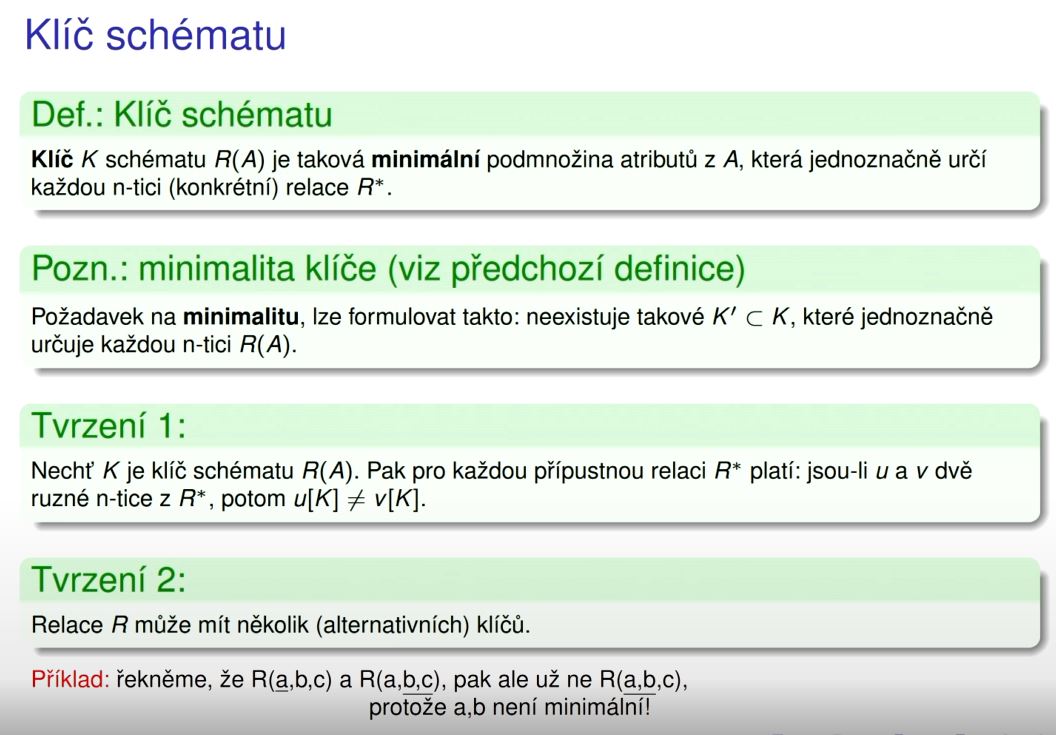 Klíč schématu
Def.: Klíč schématu
Klíč K schématu R(A) je taková minimální podmnožina atributů z A, která jednoznačně určí
každou n-tici (konkrétní) relace R*.
Pozn.: minimalita klíče (viz předchozí definice)
Požadavek na minimalitu, lze formulovat takto: neexistuje takové K′ ⊂ K, které jednoznačně
určuje každou n-tici R(A).
Tvrzení 1:
Nechť K je klíč schématu R(A). Pak pro každou přípustnou relaci R* platí: jsou-li u a v dvě
ruzné n-tice z R*, potom u[K] ≠ v[K].
Tvrzení 2:
Relace R může mít několik (alternativních) klíčů.
Příklad: řekněme, že R(a,b,c) a R(a,b,c), pak ale už ne R(a,b,c),
protože a,b není minimální!